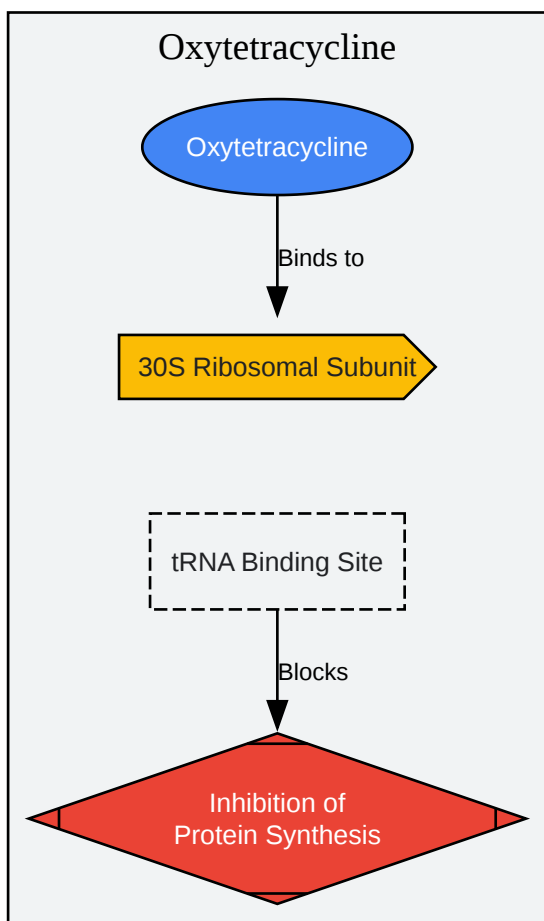 Oxytetracycline
Oxytetracycline
Binds to
30S Ribosomal Subunit
tRNA Binding Site
Blocks
Inhibition of
Protein Synthesis